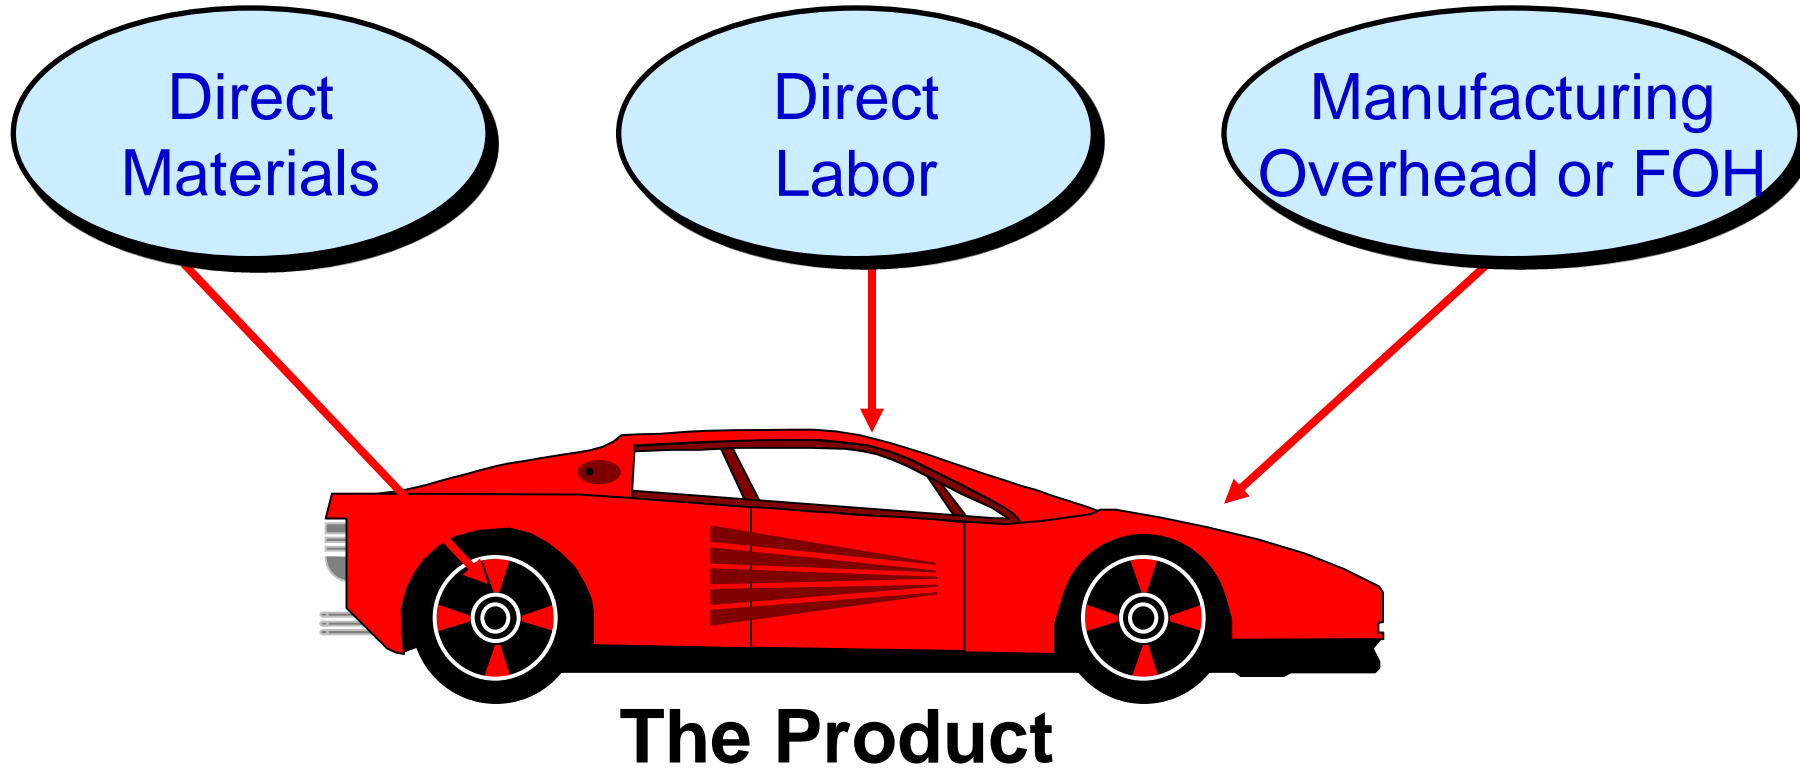 Direct
Materials
Direct
Labor
Manufacturing
Overhead or FOH
The Product